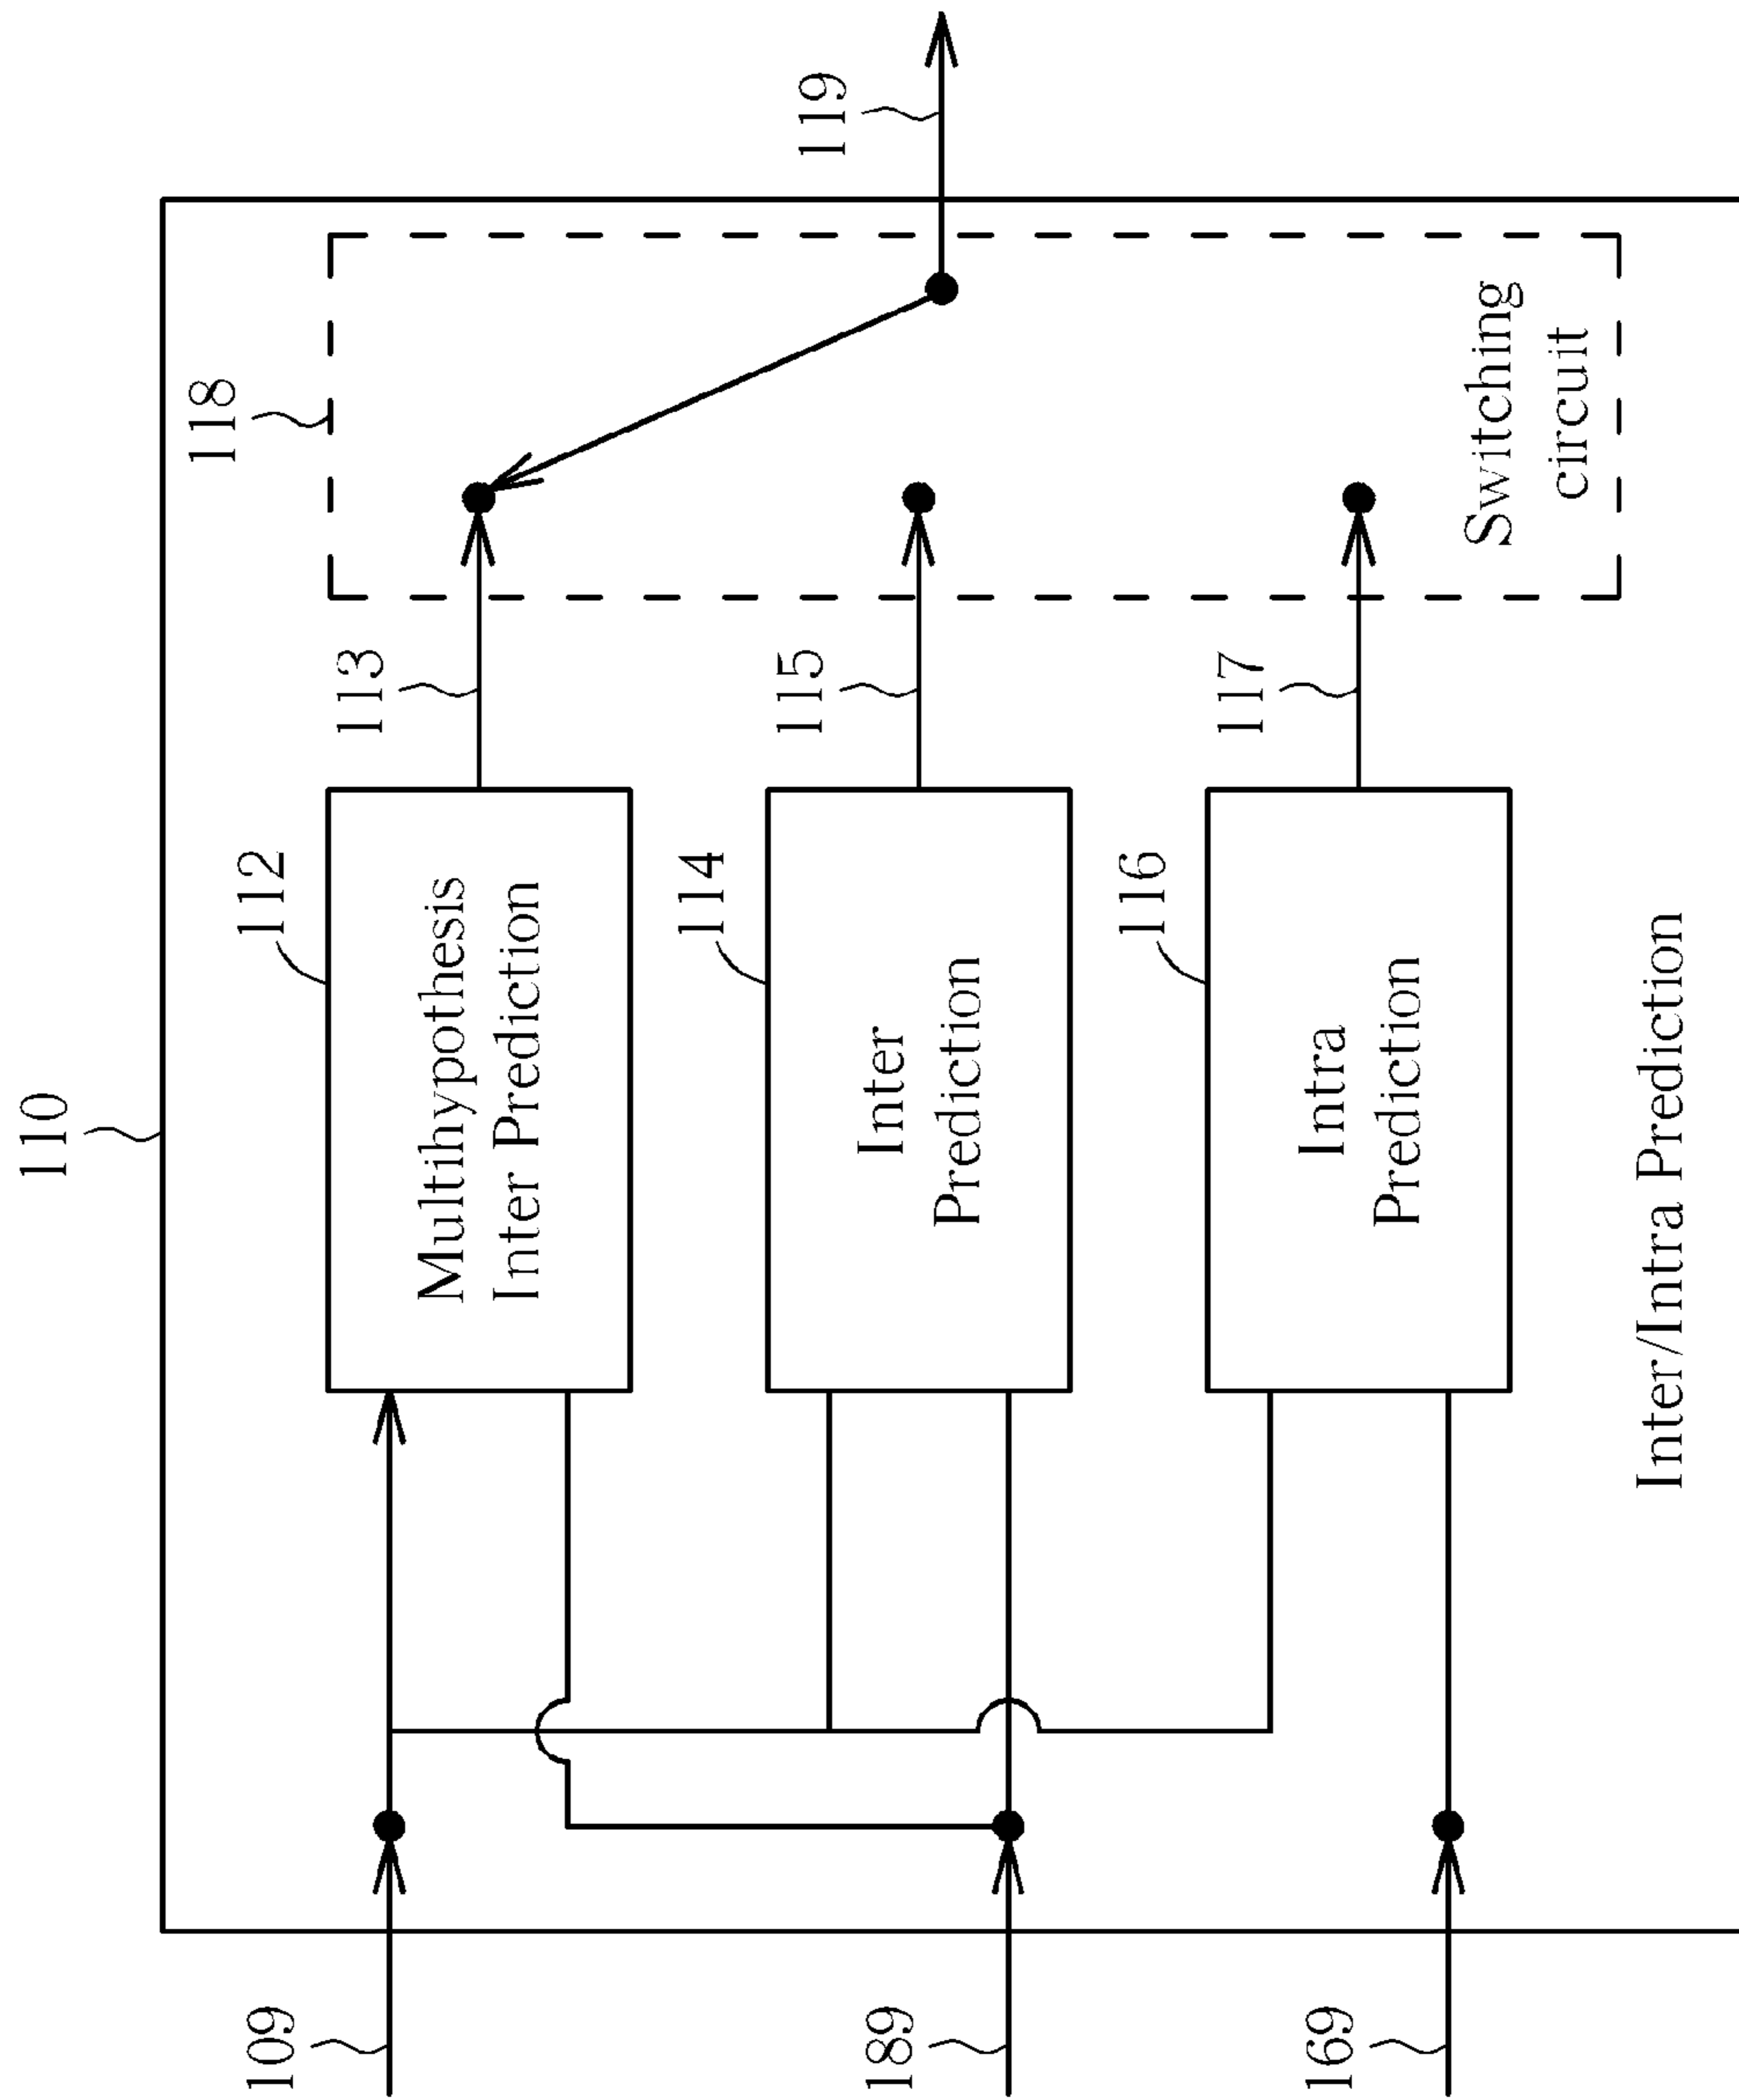 110
118
119
112
Multihypothesis
Inter Prediction
113
114
Inter
Prediction
115
116
Intra
Prediction
117
Switching
circuit
109
189
169
Inter/Intra Prediction